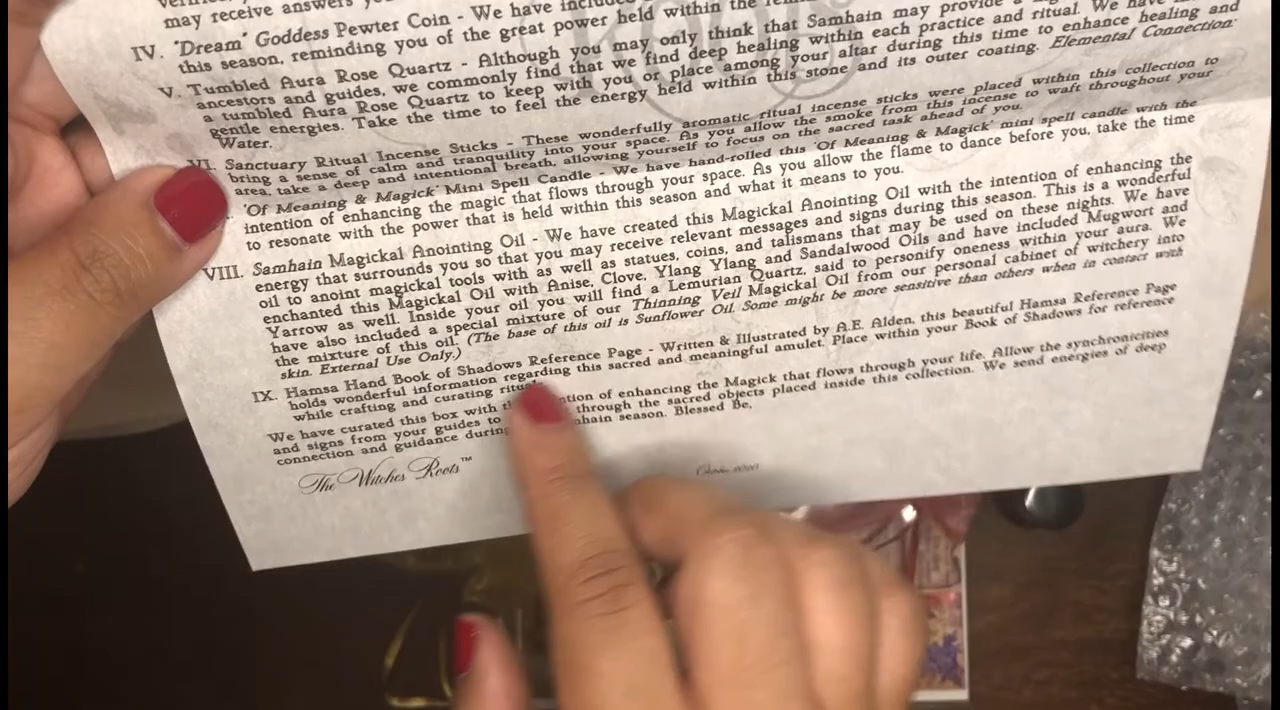 may receive answers
IV. 'Dream' Goddess Pewter Coin - We have
this season, reminding you of the great power held within the
V. Tumbled Aura Rose Quartz - Although you may only think that Samhain may provide
ancestors and guides, we commonly find that we find deep healing within each practice and ritual. We have
a tumbled Aura Rose Quartz to keep with you or place among your altar during this time to enhance healing and
gentle energies. Take the time to feel the energy held within this stone and its outer coating. Elemental Connection:
Water.
VI. Sanctuary Ritual Incense Sticks - These wonderfully aromatic ritual incense sticks were placed within this collection to
bring a sense of calm and tranquility into your space. As you allow the smoke from this incense to waft throughout your
area, take a deep and intentional breath, allowing yourself to focus on the sacred task ahead of you.
'Of Meaning & Magick' Mini Spell Candle - We have hand-rolled this 'Of Meaning & Magick' mini spell candle with the
intention of enhancing the magic that flows through your space. As you allow the flame to dance before you, take the time
to resonate with the power that is held within this season and what it means to you.
VIII. Samhain Magickal Anointing Oil - We have created this Magickal Anointing Oil with the intention of enhancing the
energy that surrounds you so that you may receive relevant messages and signs during this season. This is a wonderful
oil to anoint magickal tools with as well as statues, coins, and talismans that may be used on these nights. We have
enchanted this Magickal Oil with Anise, Clove, Ylang Ylang and Sandalwood Oils and have included Mugwort and
Yarrow as well. Inside your oil you will find a Lemurian Quartz, said to personify oneness within your aura. We
have also included a special mixture of our Thinning Veil Magickal Oil from our personal cabinet of witchery into
the mixture of this oil. (The base of this oil is Sunflower Oil. Some might be more sensitive than others when in contact with
skin. External Use Only.)
IX. Hamsa Hand Book of Shadows Reference Page - Written & Illustrated by A.E. Alden, this beautiful Hamsa Reference Page
holds wonderful information regarding this sacred and meaningful amulet. Place within your Book of Shadows for reference
while crafting and curating
We have curated this box with of enhancing the Magick that flows through your life. Allow the synchronicities
and signs from your guides to through the sacred objects placed inside this collection. We send energies of deep
connection and guidance during season. Blessed Be,
The Witches Roots™